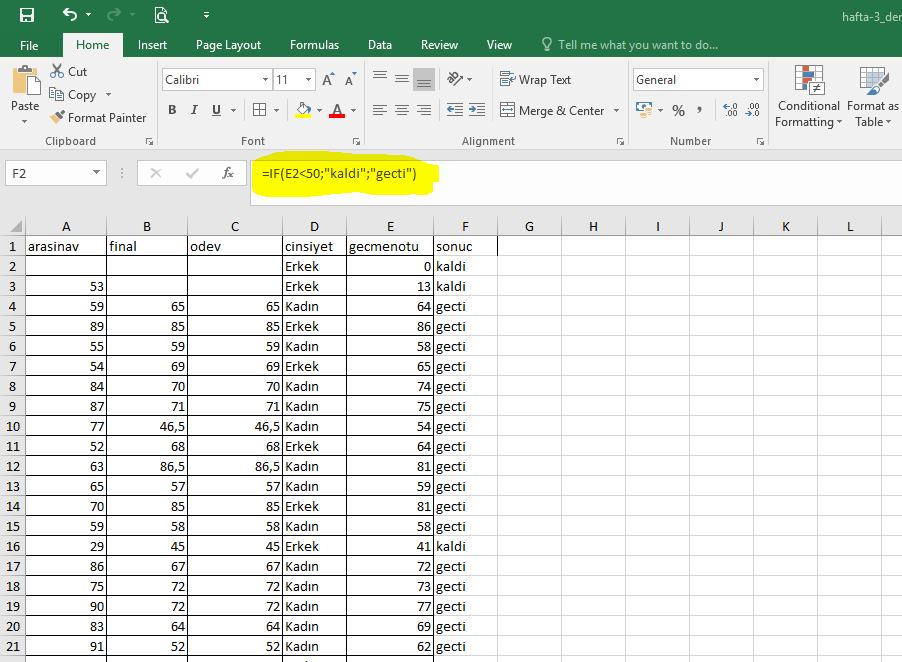 hafta-3_der
File Home Insert Page Layout Formulas Data Review View Tell me what you want to do...
Paste Cut Calibri 11 Wrap Text General Conditional Formatting Format as Table
Copy B I U Merge & Center % ,
Format Painter
Clipboard Font Alignment Number
F2 fx =IF(E2<50;"kaldi";"gecti")
A B C D E F G H I J K L
1 arasinav final odev cinsiyet gecmenotu sonuc
2 Erkek 0 kaldi
3 53 Erkek 13 kaldi
4 59 65 65 Kadın 64 gecti
5 89 85 85 Erkek 86 gecti
6 55 59 59 Kadın 58 gecti
7 54 69 69 Erkek 65 gecti
8 84 70 70 Kadın 74 gecti
9 87 71 71 Kadın 75 gecti
10 77 46,5 46,5 Kadın 54 gecti
11 52 68 68 Erkek 64 gecti
12 63 86,5 86,5 Kadın 81 gecti
13 65 57 57 Kadın 59 gecti
14 70 85 85 Erkek 81 gecti
15 59 58 58 Kadın 58 gecti
16 29 45 45 Erkek 41 kaldi
17 86 67 67 Kadın 72 gecti
18 75 72 72 Kadın 73 gecti
19 90 72 72 Kadın 77 gecti
20 83 64 64 Kadın 69 gecti
21 91 52 52 Kadın 62 gecti